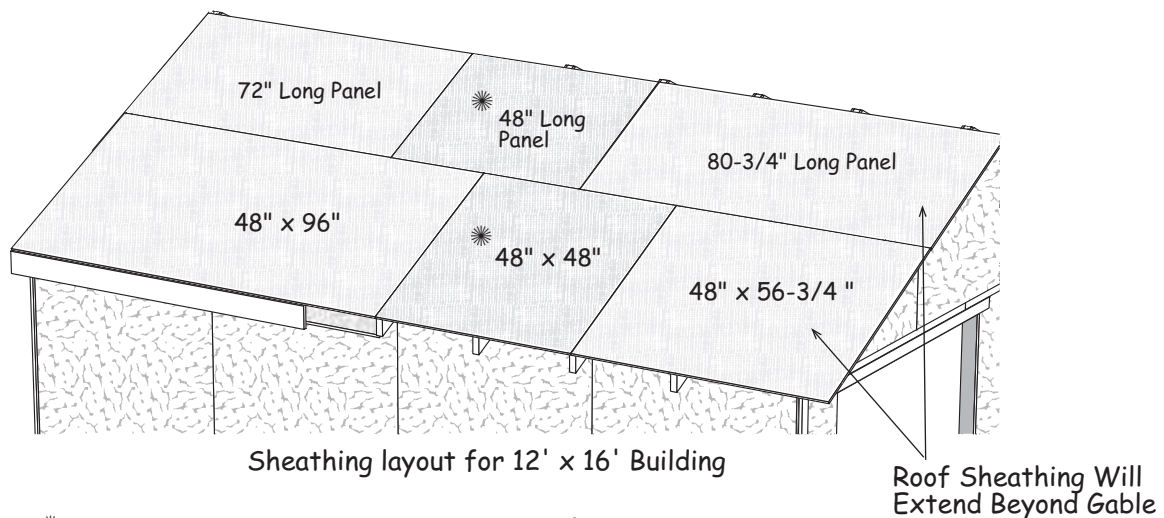 72" Long Panel
48" Long
Panel
80-3/4" Long Panel
48" x 96"
48" x 48"
48" x 56-3/4 "
Sheathing layout for 12' x 16' Building
Roof Sheathing Will
Extend Beyond Gable